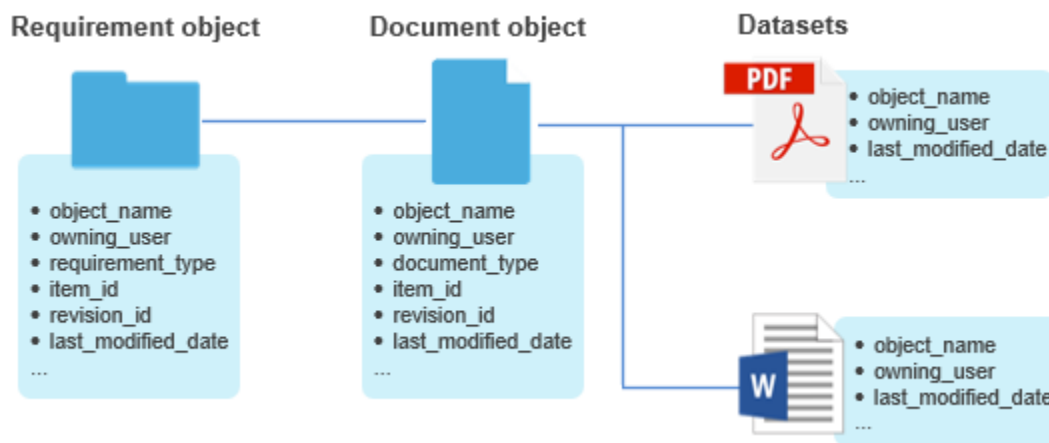 Requirement object
• object_name
• owning_user
• requirement_type
• item_id
• revision_id
• last_modified_date
...
Document object
• object_name
• owning_user
• document_type
• item_id
• revision_id
• last_modified_date
...
Datasets
PDF
• object_name
• owning_user
• last_modified_date
...
W
• object_name
• owning_user
• last_modified_date
...